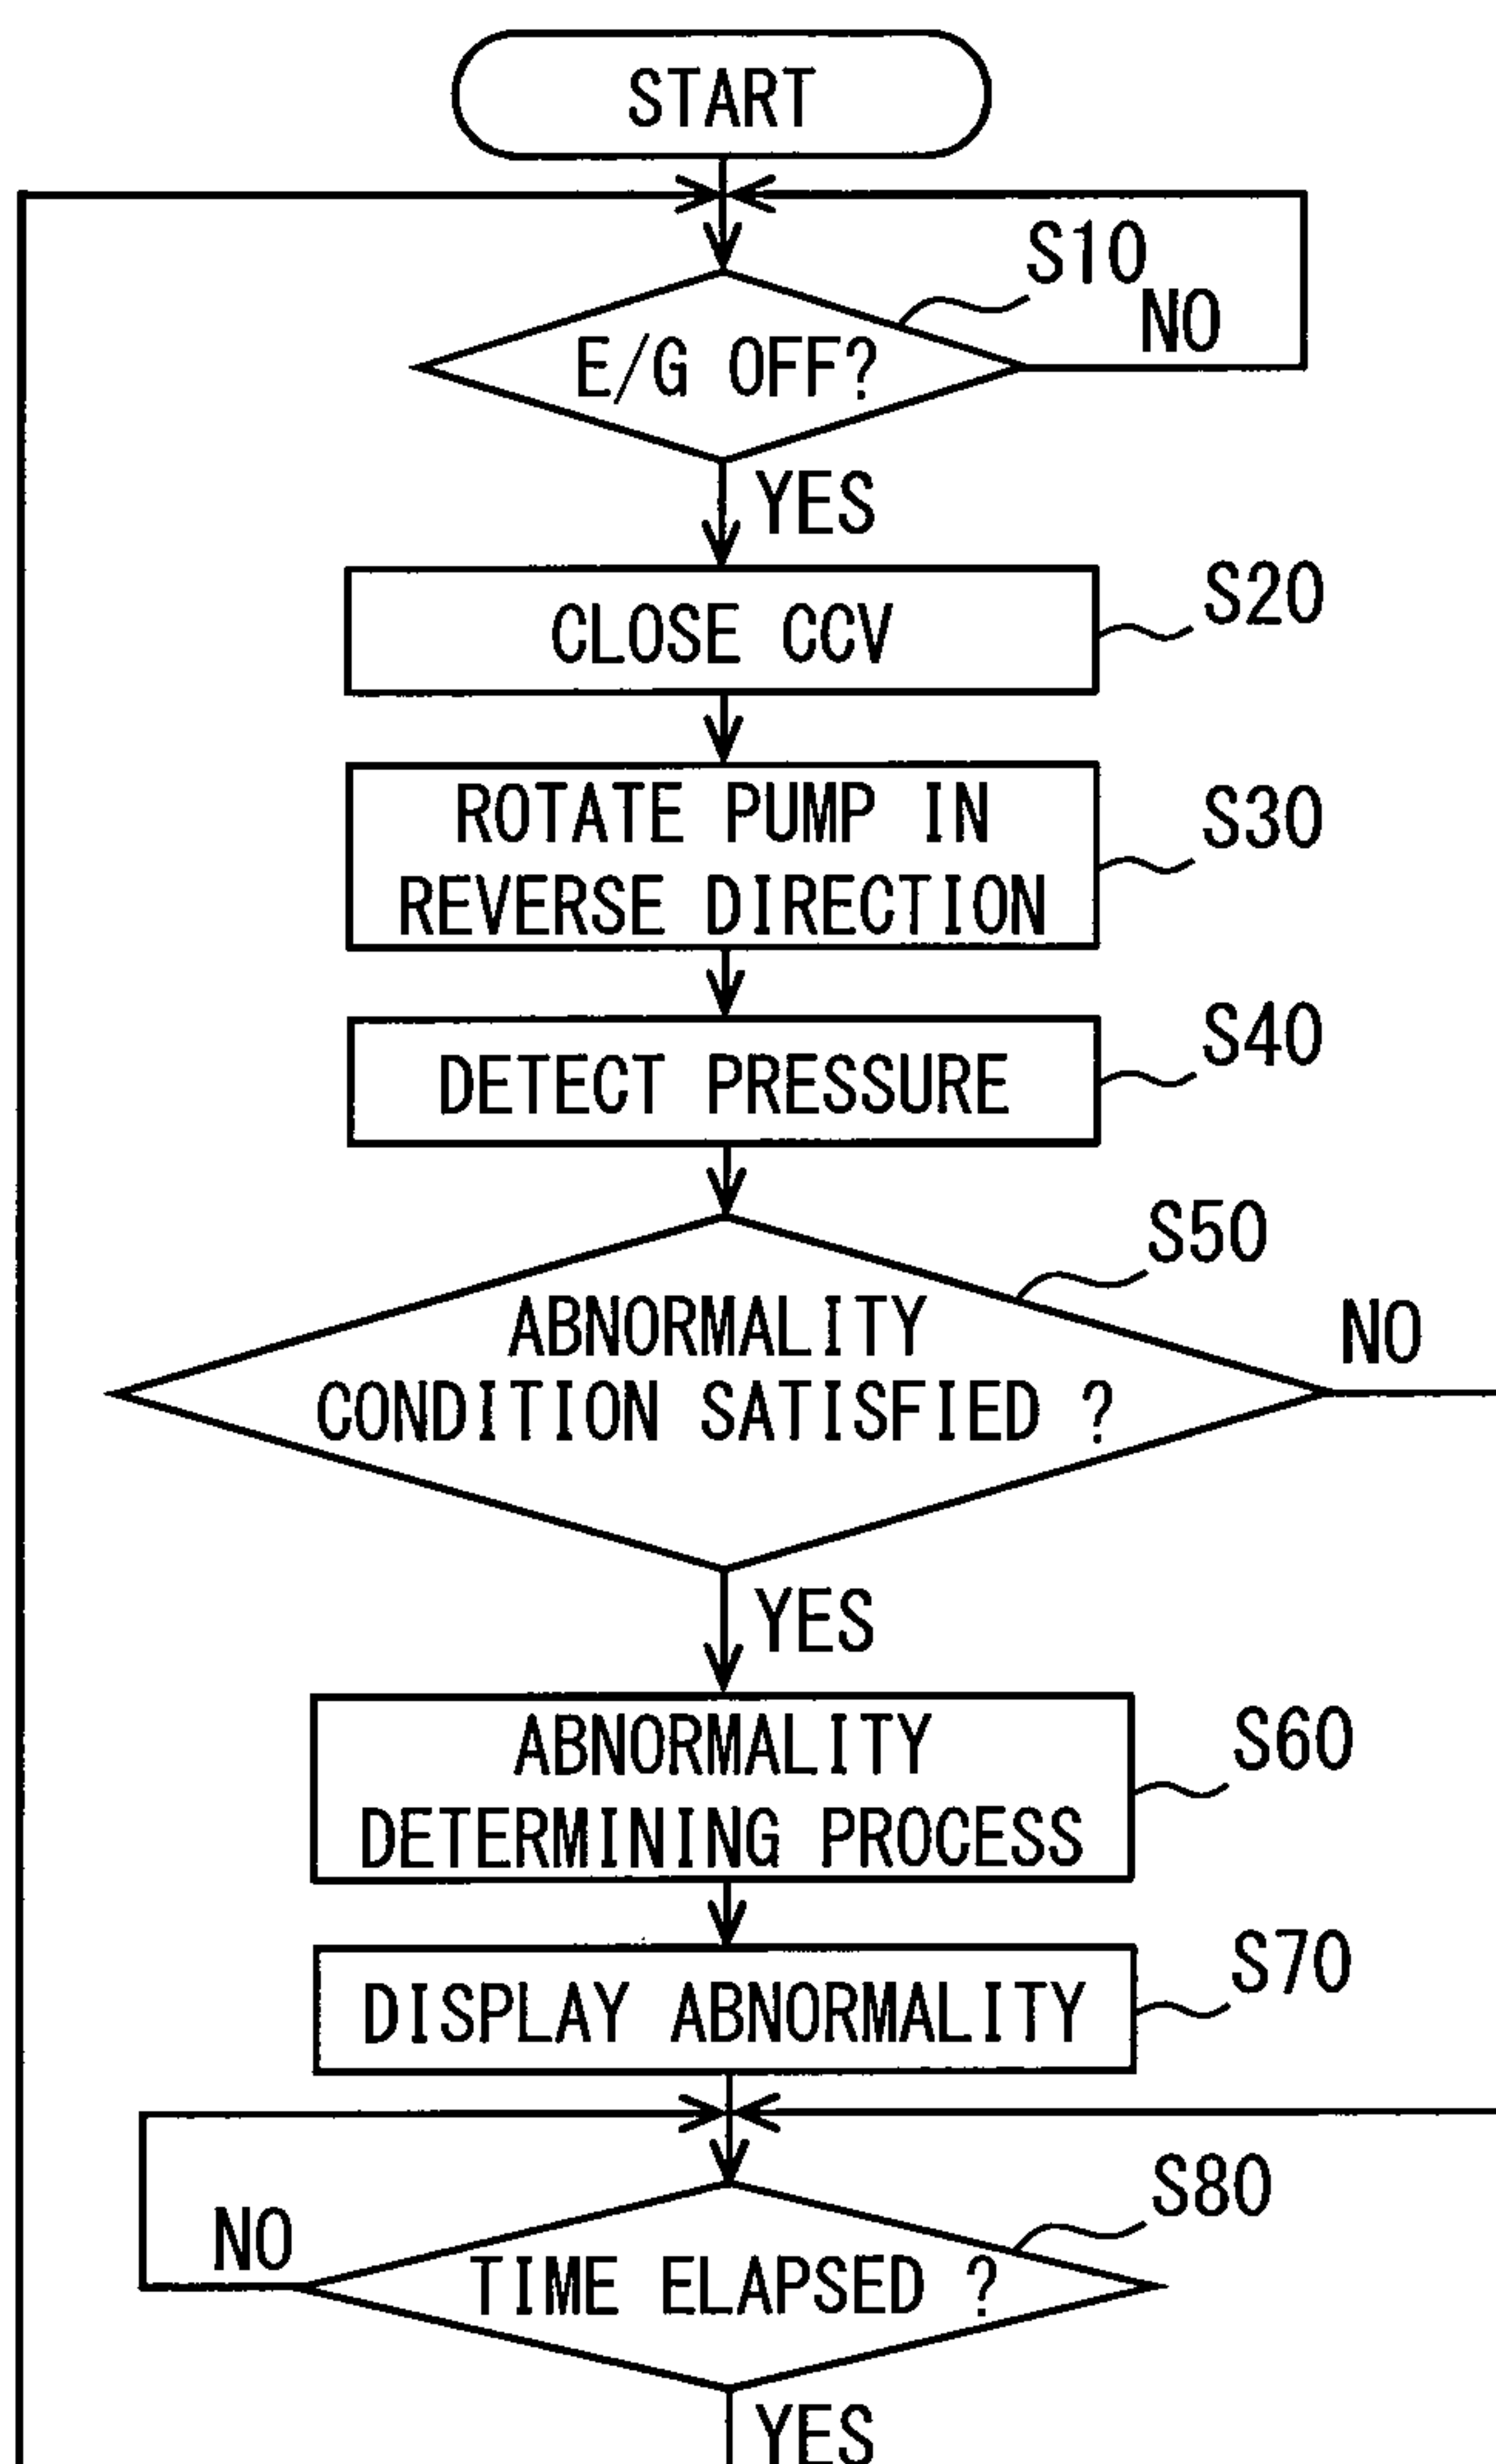 START
S10
NO
E/G OFF?
YES
CLOSE CCV
S20
ROTATE PUMP IN
REVERSE DIRECTION
S30
DETECT PRESSURE
S40
S50
ABNORMALITY
CONDITION SATISFIED ?
NO
YES
ABNORMALITY
DETERMINING PROCESS
S60
DISPLAY ABNORMALITY
S70
S80
NO
TIME ELAPSED ?
YES